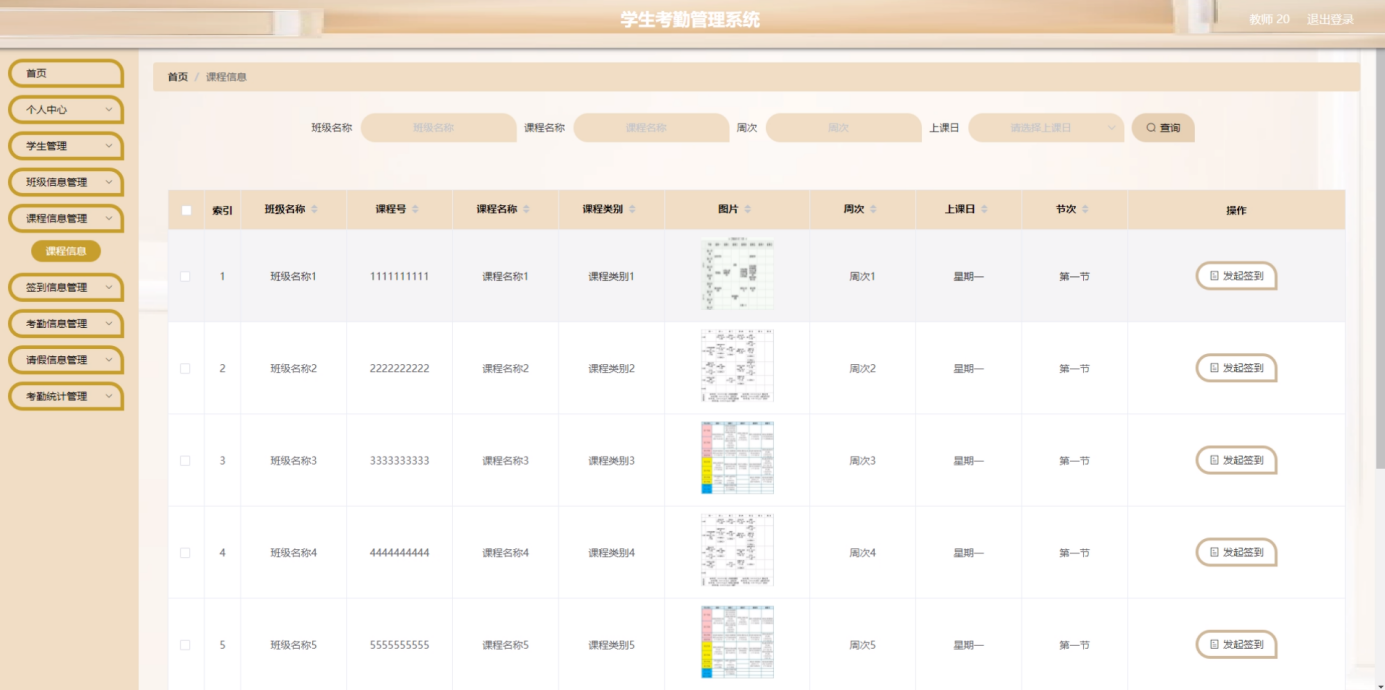 学生考勤管理系统
教师 20 退出登录
首页
个人中心
学生管理
班级信息管理
课程信息管理
课程信息
签到信息管理
考勤信息管理
请假信息管理
考勤统计管理
首页 / 课程信息
班级名称 班级名称 课程名称 课程名称 周次 周次 上课日 请选择上课日 查询
索引 班级名称 课程号 课程名称 课程类别 图片 周次 上课日 节次 操作
1 班级名称1 1111111111 课程名称1 课程类别1 周次1 星期一 第一节 发起签到
2 班级名称2 2222222222 课程名称2 课程类别2 周次2 星期一 第一节 发起签到
3 班级名称3 3333333333 课程名称3 课程类别3 周次3 星期一 第一节 发起签到
4 班级名称4 4444444444 课程名称4 课程类别4 周次4 星期一 第一节 发起签到
5 班级名称5 5555555555 课程名称5 课程类别5 周次5 星期一 第一节 发起签到